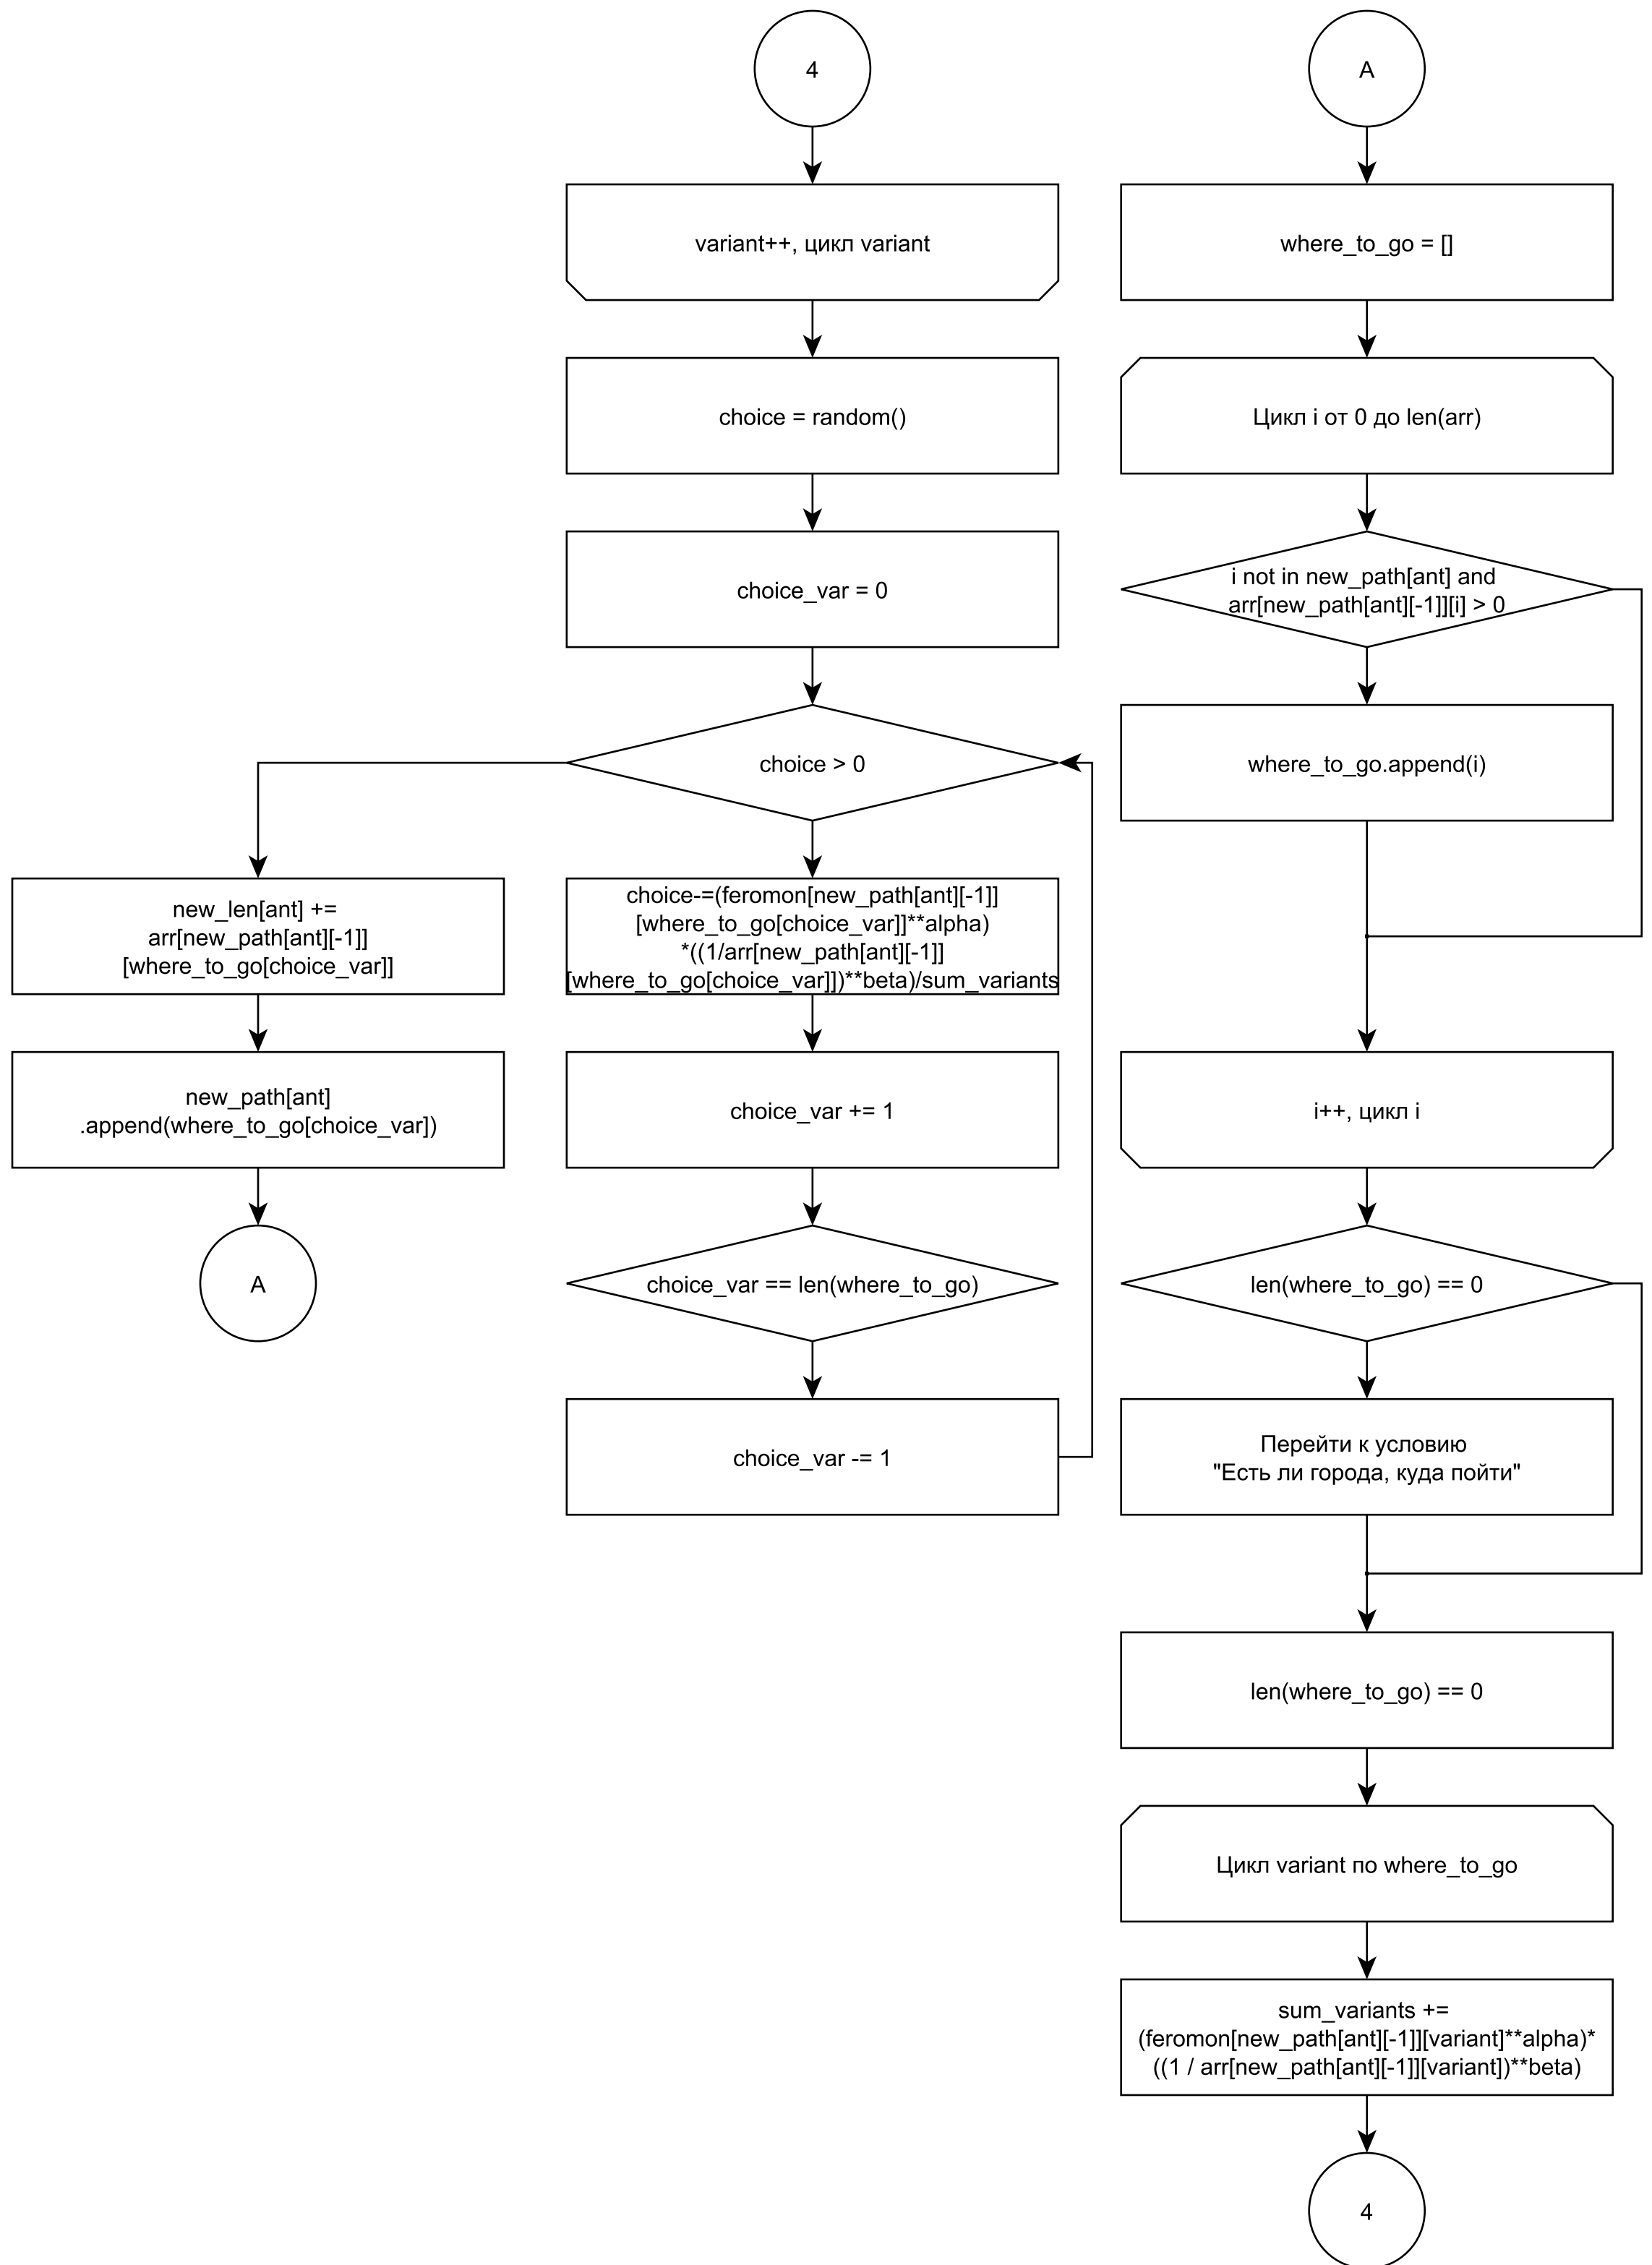 4
variant++, цикл variant
choice = random()
choice_var = 0
choice > 0
new_len[ant] +=
arr[new_path[ant][-1]]
[where_to_go[choice_var]]
new_path[ant]
.append(where_to_go[choice_var])
A
choice-=(feromon[new_path[ant][-1]]
[where_to_go[choice_var]]**alpha)
*((1/arr[new_path[ant][-1]]
[where_to_go[choice_var]])**beta)/sum_variants
choice_var += 1
choice_var == len(where_to_go)
choice_var -= 1
A
where_to_go = []
Цикл i от 0 до len(arr)
i not in new_path[ant] and
arr[new_path[ant][-1]][i] > 0
where_to_go.append(i)
i++, цикл i
len(where_to_go) == 0
Перейти к условию
"Есть ли города, куда пойти"
len(where_to_go) == 0
Цикл variant по where_to_go
sum_variants +=
(feromon[new_path[ant][-1]][variant]**alpha)*
((1 / arr[new_path[ant][-1]][variant])**beta)
4